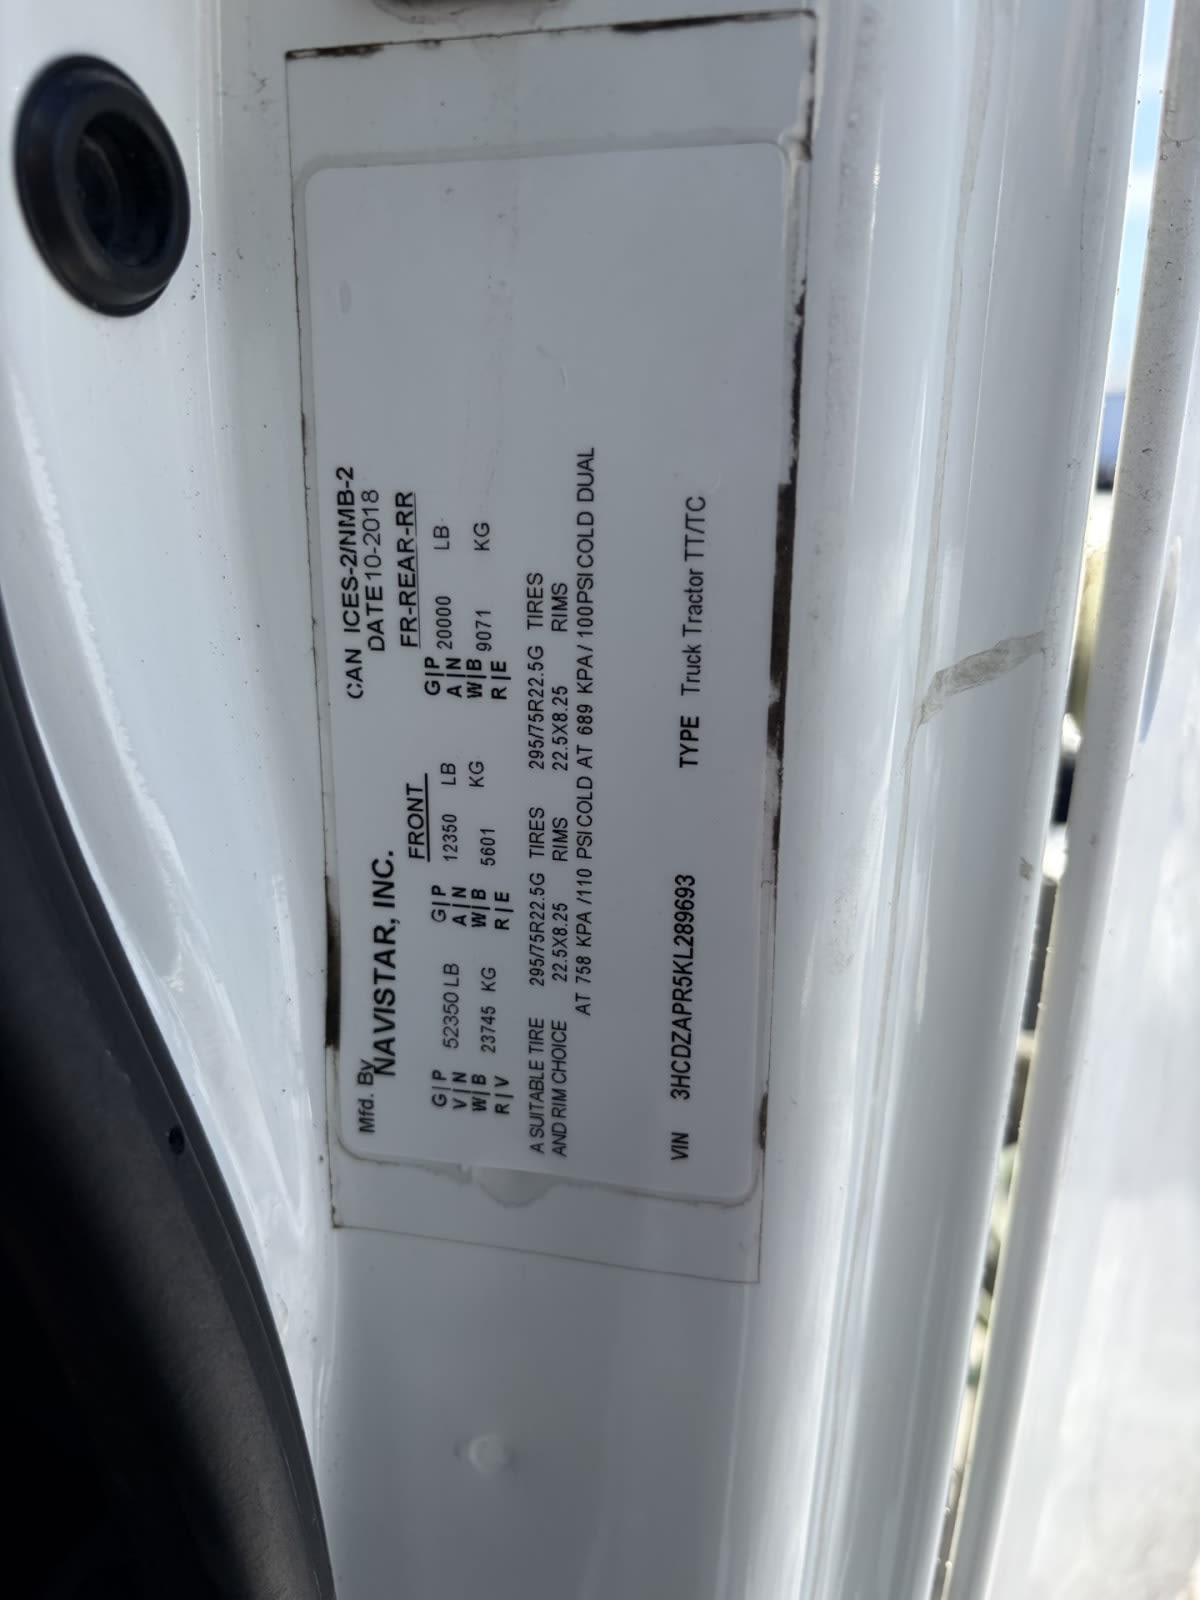 Mfd. By CAN ICES-2/NMB-2
NAVISTAR, INC. DATE10-2018
FRONT FR-REAR-RR
G|P 52350 LB G|P 12350 LB G|P 20000 LB
V|N A|N A|N
W|B 23745 KG W|B 5601 KG W|B 9071 KG
R|V R|E R|E
A SUITABLE TIRE 295/75R22.5G TIRES 295/75R22.5G TIRES
AND RIM CHOICE 22.5X8.25 RIMS 22.5X8.25 RIMS
AT 758 KPA /110 PSI COLD AT 689 KPA/ 100PSI COLD DUAL
VIN 3HCDZAPR5KL289693 TYPE Truck Tractor TT/TC